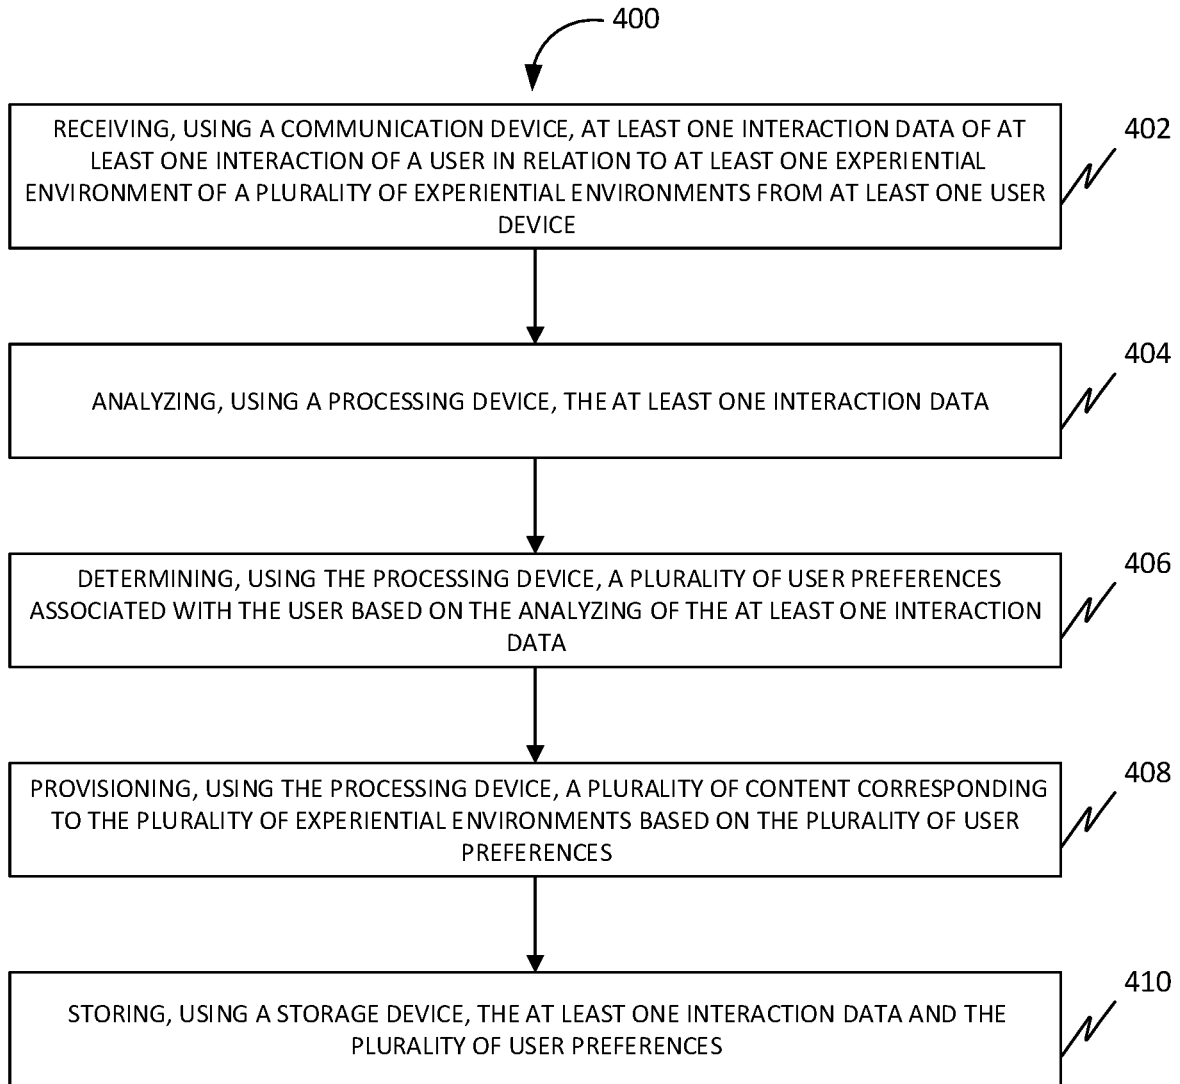 400
RECEIVING, USING A COMMUNICATION DEVICE, AT LEAST ONE INTERACTION DATA OF AT
LEAST ONE INTERACTION OF A USER IN RELATION TO AT LEAST ONE EXPERIENTIAL
ENVIRONMENT OF A PLURALITY OF EXPERIENTIAL ENVIRONMENTS FROM AT LEAST ONE USER
DEVICE
402
ANALYZING, USING A PROCESSING DEVICE, THE AT LEAST ONE INTERACTION DATA
404
DETERMINING, USING THE PROCESSING DEVICE, A PLURALITY OF USER PREFERENCES
ASSOCIATED WITH THE USER BASED ON THE ANALYZING OF THE AT LEAST ONE INTERACTION
DATA
406
PROVISIONING, USING THE PROCESSING DEVICE, A PLURALITY OF CONTENT CORRESPONDING
TO THE PLURALITY OF EXPERIENTIAL ENVIRONMENTS BASED ON THE PLURALITY OF USER
PREFERENCES
408
STORING, USING A STORAGE DEVICE, THE AT LEAST ONE INTERACTION DATA AND THE
PLURALITY OF USER PREFERENCES
410